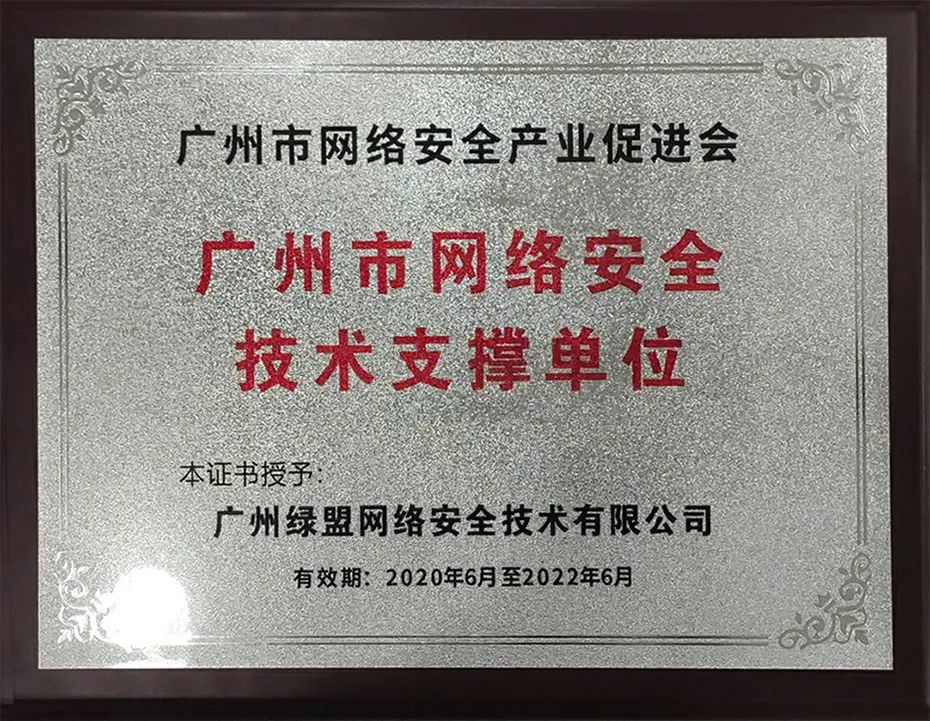 广州市网络安全产业促进会
广州市网络安全
技术支撑单位
本证书授予：
广州绿盟网络安全技术有限公司
有效期：2020年6月至2022年6月